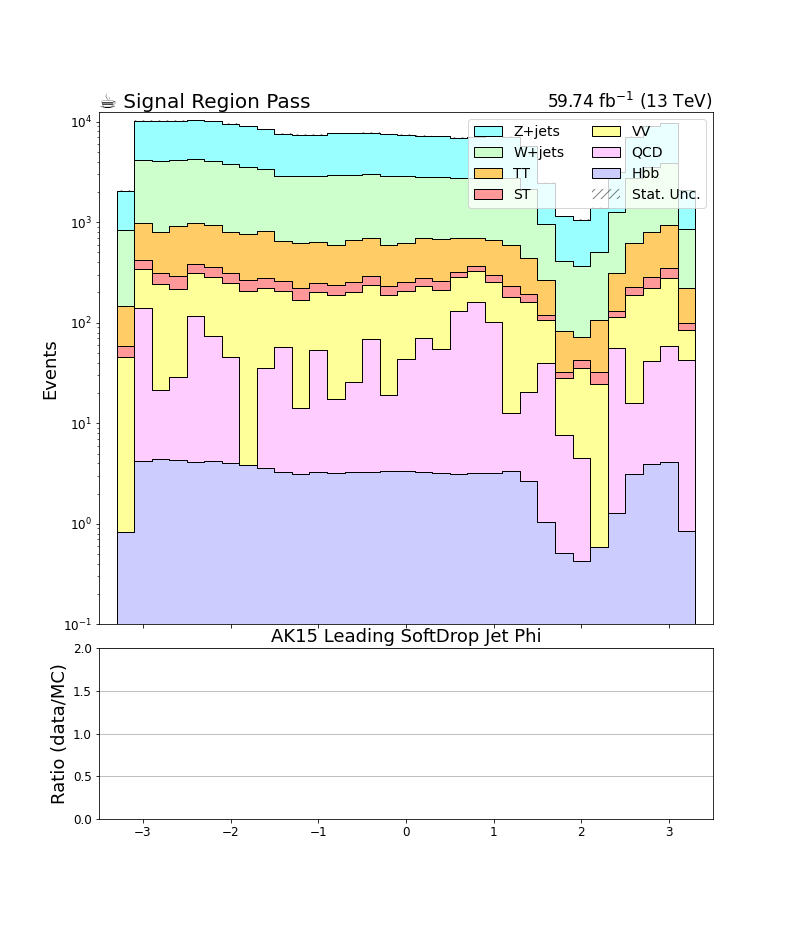 ☕ Signal Region Pass
59.74 fb⁻¹ (13 TeV)
Z+jets
W+jets
TT
ST
VV
QCD
Hbb
Stat. Unc.
Events
10⁴
10³
10²
10¹
10⁰
10⁻¹
AK15 Leading SoftDrop Jet Phi
Ratio (data/MC)
2.0
1.5
1.0
0.5
0.0
−3 −2 −1 0 1 2 3